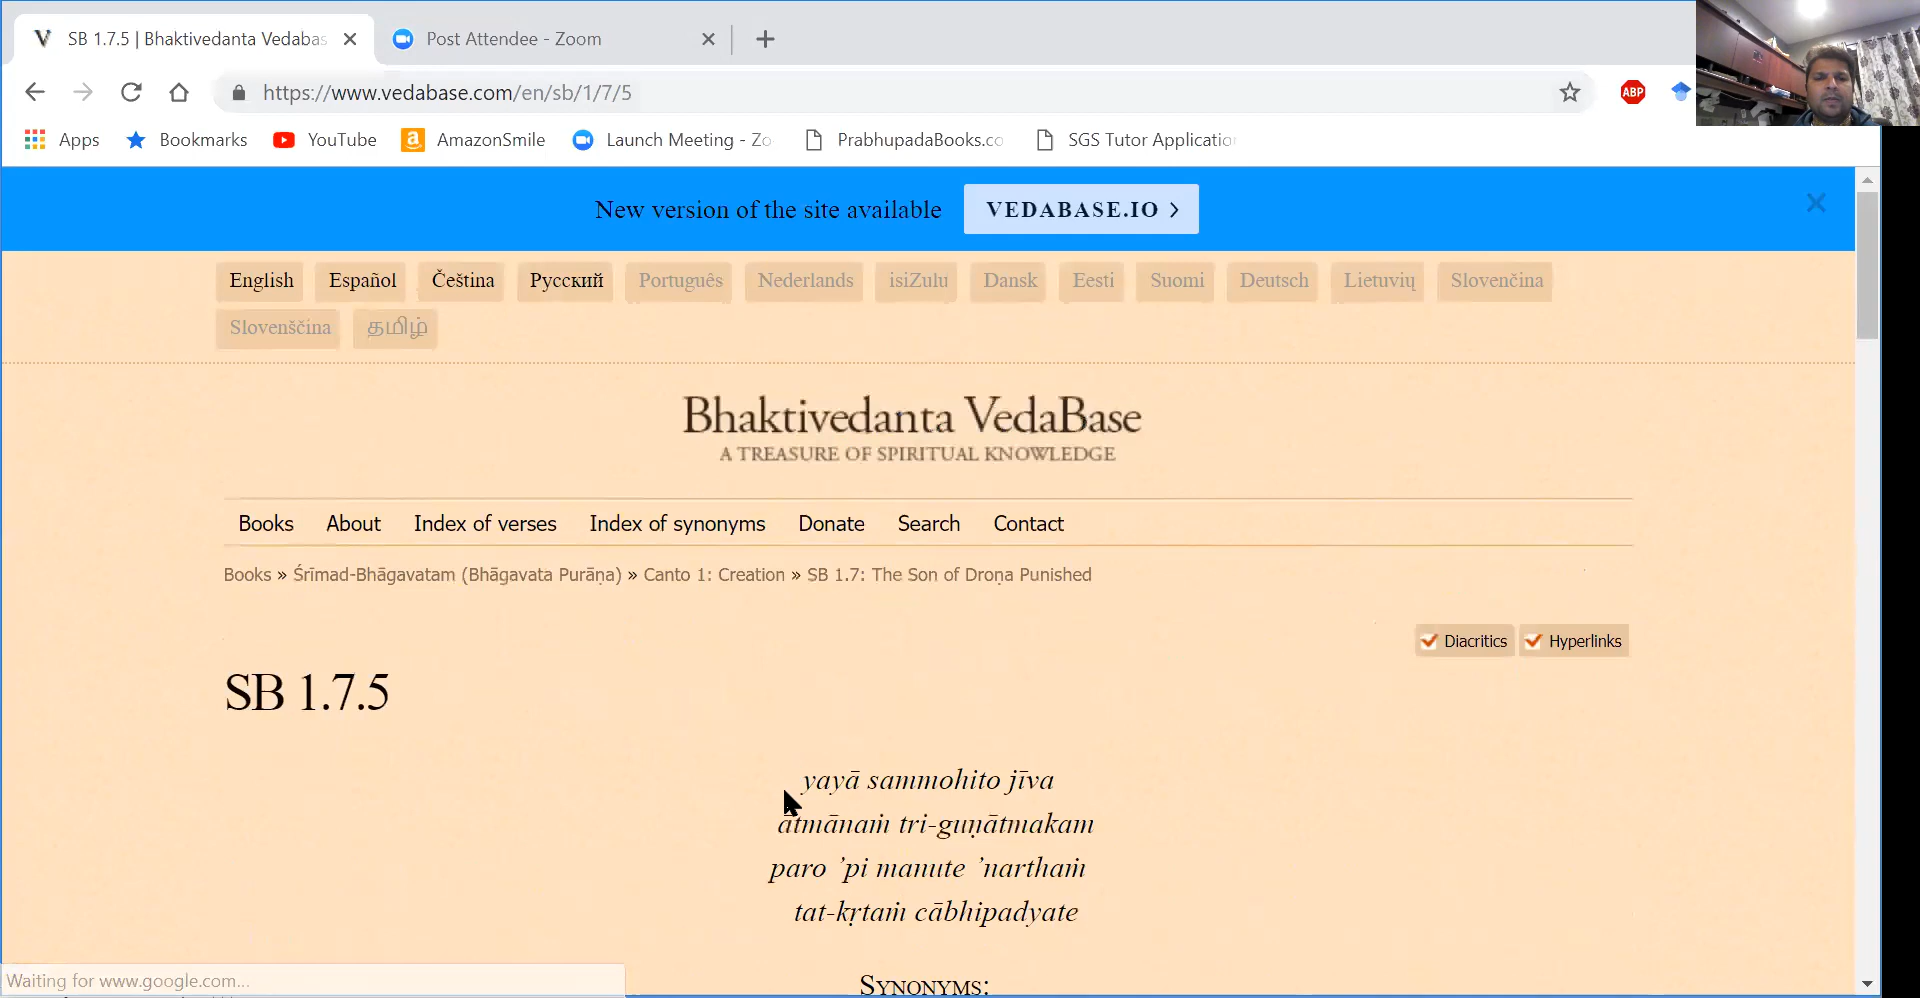 SB 1.7.5 | Bhaktivedanta Vedabas
Post Attendee - Zoom
https://www.vedabase.com/en/sb/1/7/5
ABP
Apps Bookmarks YouTube AmazonSmile Launch Meeting - Zo PrabhupadaBooks.co SGS Tutor Applicatio
New version of the site available VEDABASE.IO
English Español Čeština Русский Português Nederlands isiZulu Dansk Eesti Suomi Deutsch Lietuvių Slovenčina
Slovenščina தமிழ்
Bhaktivedanta VedaBase
A TREASURE OF SPIRITUAL KNOWLEDGE
Books About Index of verses Index of synonyms Donate Search Contact
Books » Śrīmad-Bhāgavatam (Bhāgavata Purāṇa) » Canto 1: Creation » SB 1.7: The Son of Droṇa Punished
Diacritics Hyperlinks
SB 1.7.5
yayā sammohito jīva
ātmānaṁ tri-guṇātmakam
paro ’pi manute ’narthaṁ
tat-kṛtaṁ cābhipadyate
SYNONYMS:
Waiting for www.google.com...